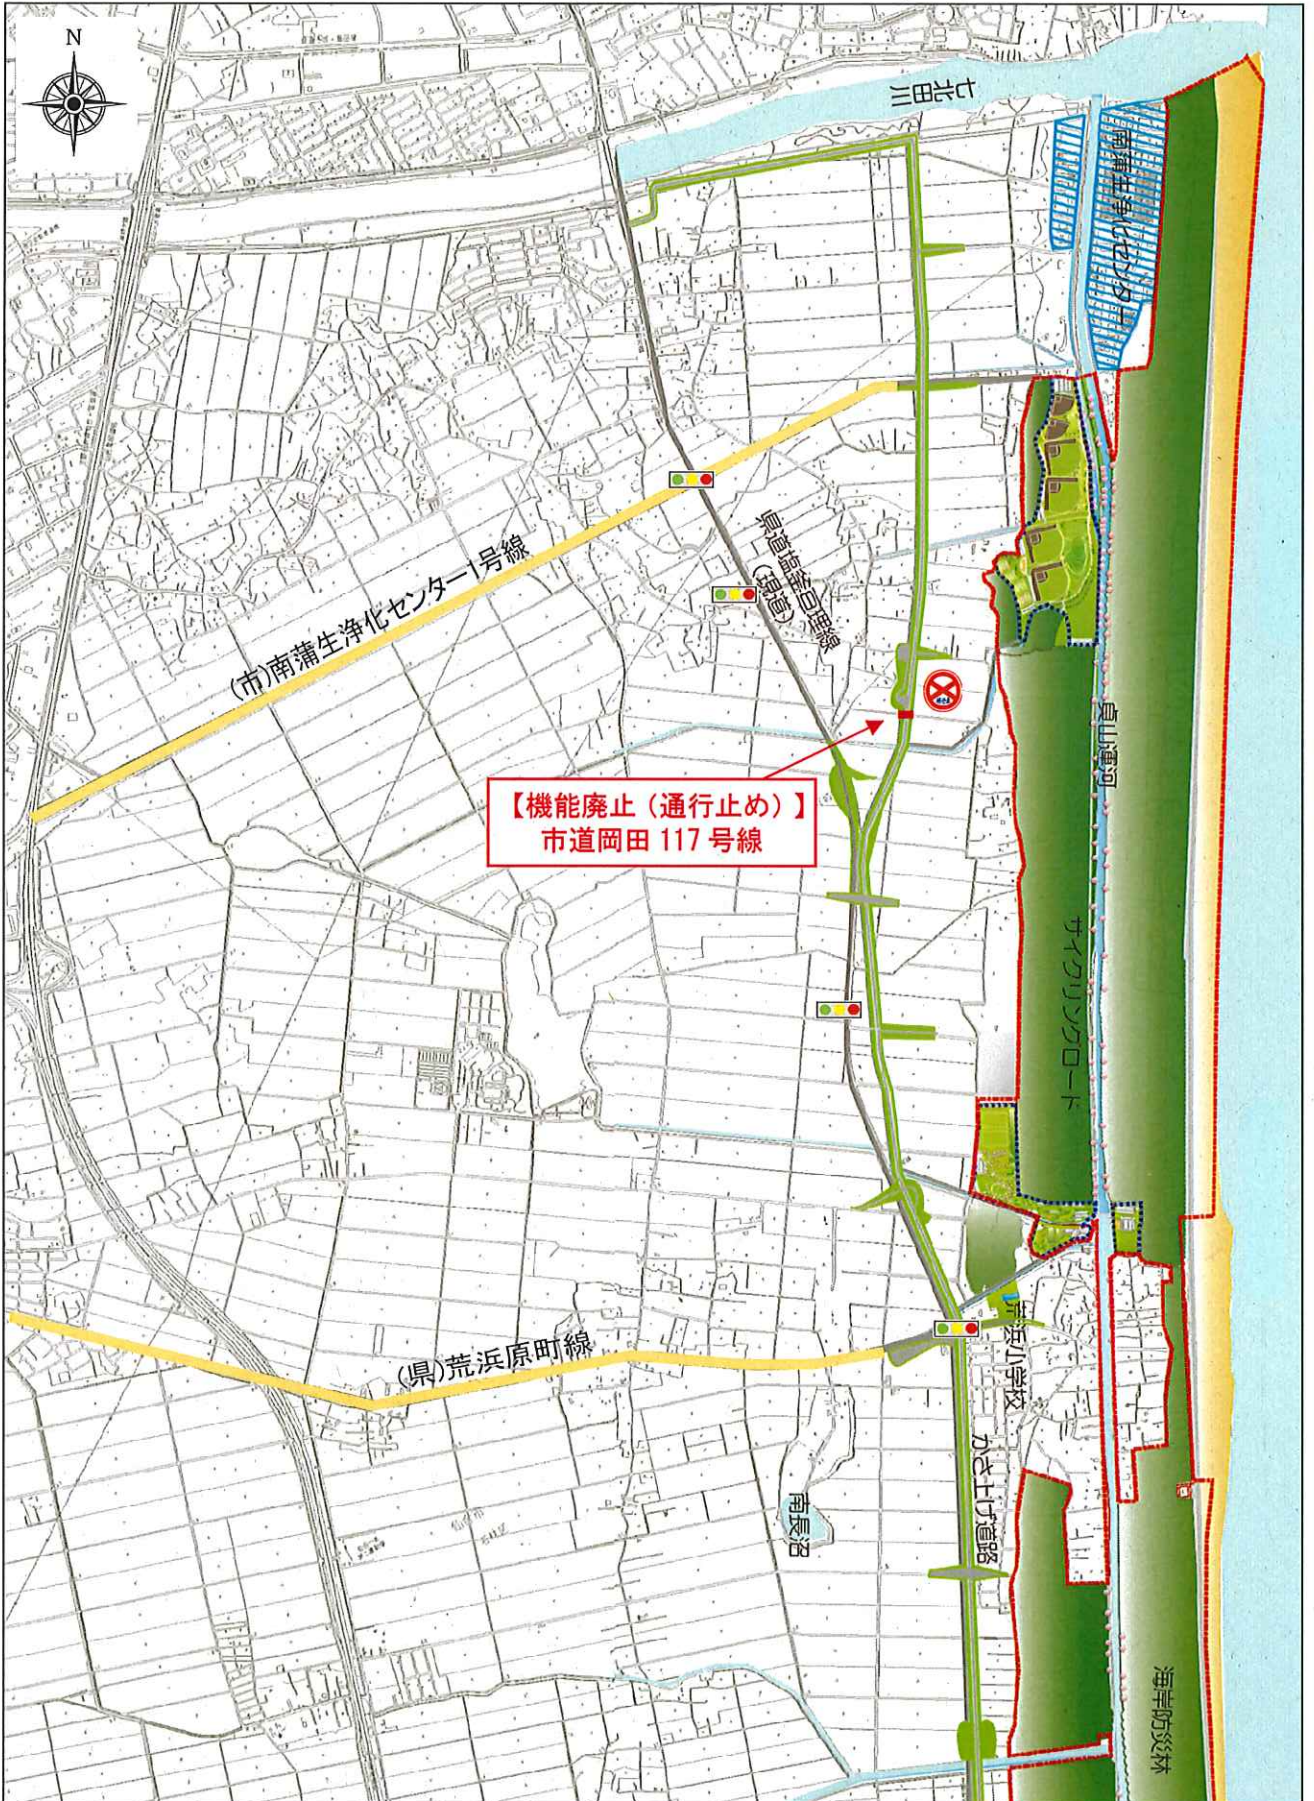 N
七北田川
南蒲生浄化センター
(市)南蒲生浄化センター1号線
県道塩釜亘理線
(現道)
貞山運河
【機能廃止(通行止め)】
市道岡田 117 号線
サイクリングロード
(県)荒浜原町線
荒浜小学校
かさ上げ道路
南長沼
海岸防災林